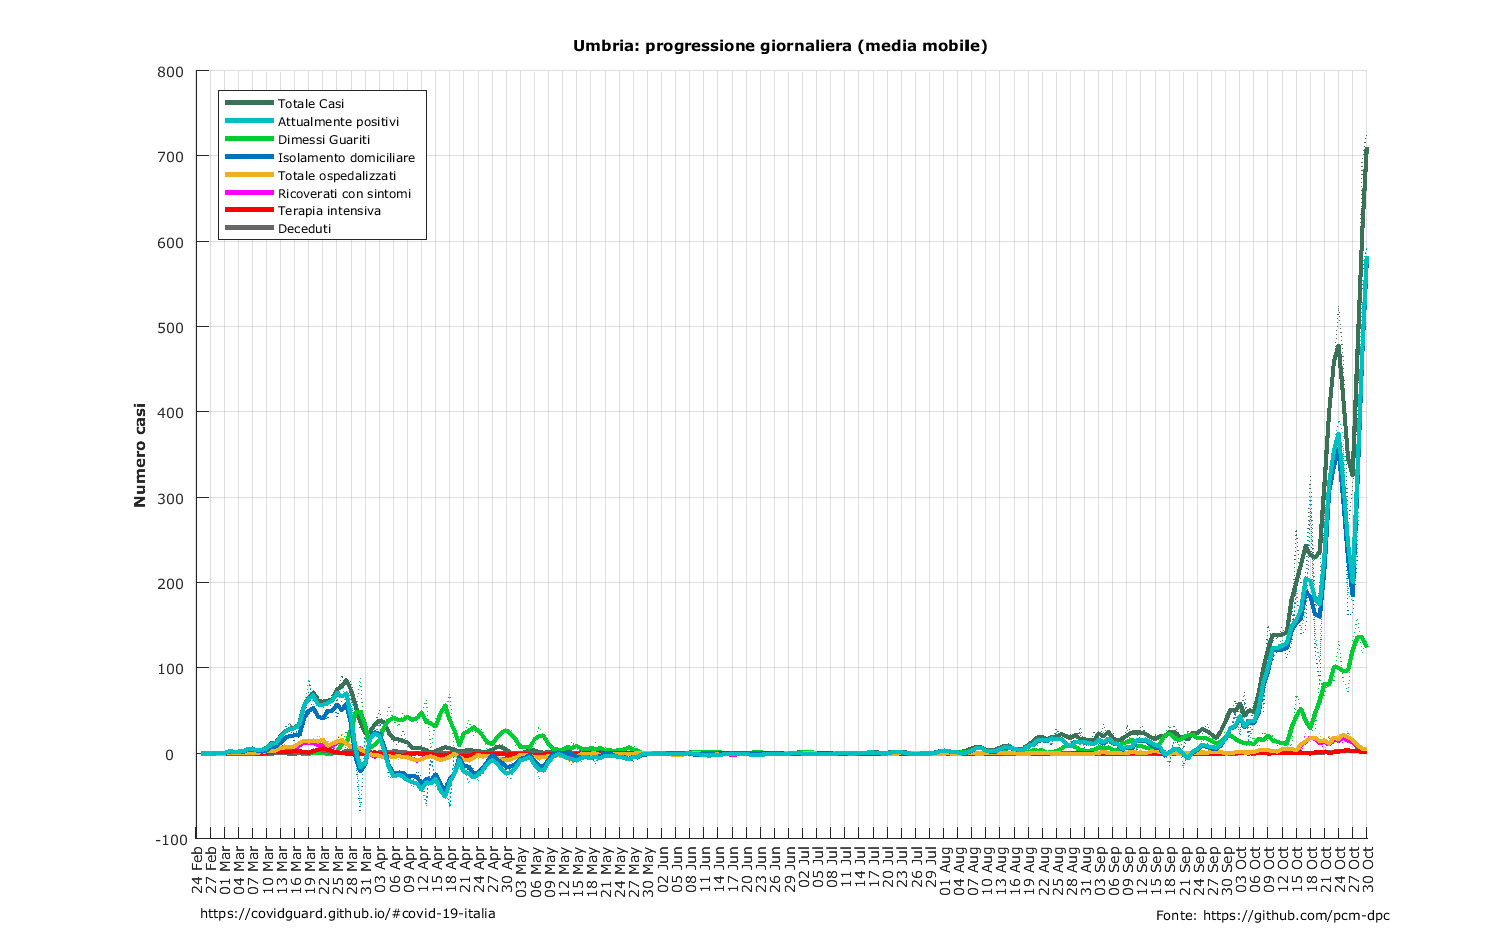 Umbria: progressione giornaliera (media mobile)
800
700
600
500
400
300
200
100
0
-100
Numero casi
Totale Casi
Attualmente positivi
Dimessi Guariti
Isolamento domiciliare
Totale ospedalizzati
Ricoverati con sintomi
Terapia intensiva
Deceduti
24 Feb
27 Feb
01 Mar
04 Mar
07 Mar
10 Mar
13 Mar
16 Mar
19 Mar
22 Mar
25 Mar
28 Mar
31 Mar
03 Apr
06 Apr
09 Apr
12 Apr
15 Apr
18 Apr
21 Apr
24 Apr
27 Apr
30 Apr
03 May
06 May
09 May
12 May
15 May
18 May
21 May
24 May
27 May
30 May
02 Jun
05 Jun
08 Jun
11 Jun
14 Jun
17 Jun
20 Jun
23 Jun
26 Jun
29 Jun
02 Jul
05 Jul
08 Jul
11 Jul
14 Jul
17 Jul
20 Jul
23 Jul
26 Jul
29 Jul
01 Aug
04 Aug
07 Aug
10 Aug
13 Aug
16 Aug
19 Aug
22 Aug
25 Aug
28 Aug
31 Aug
03 Sep
06 Sep
09 Sep
12 Sep
15 Sep
18 Sep
21 Sep
24 Sep
27 Sep
30 Sep
03 Oct
06 Oct
09 Oct
12 Oct
15 Oct
18 Oct
21 Oct
24 Oct
27 Oct
30 Oct
https://covidguard.github.io/#covid-19-italia
Fonte: https://github.com/pcm-dpc